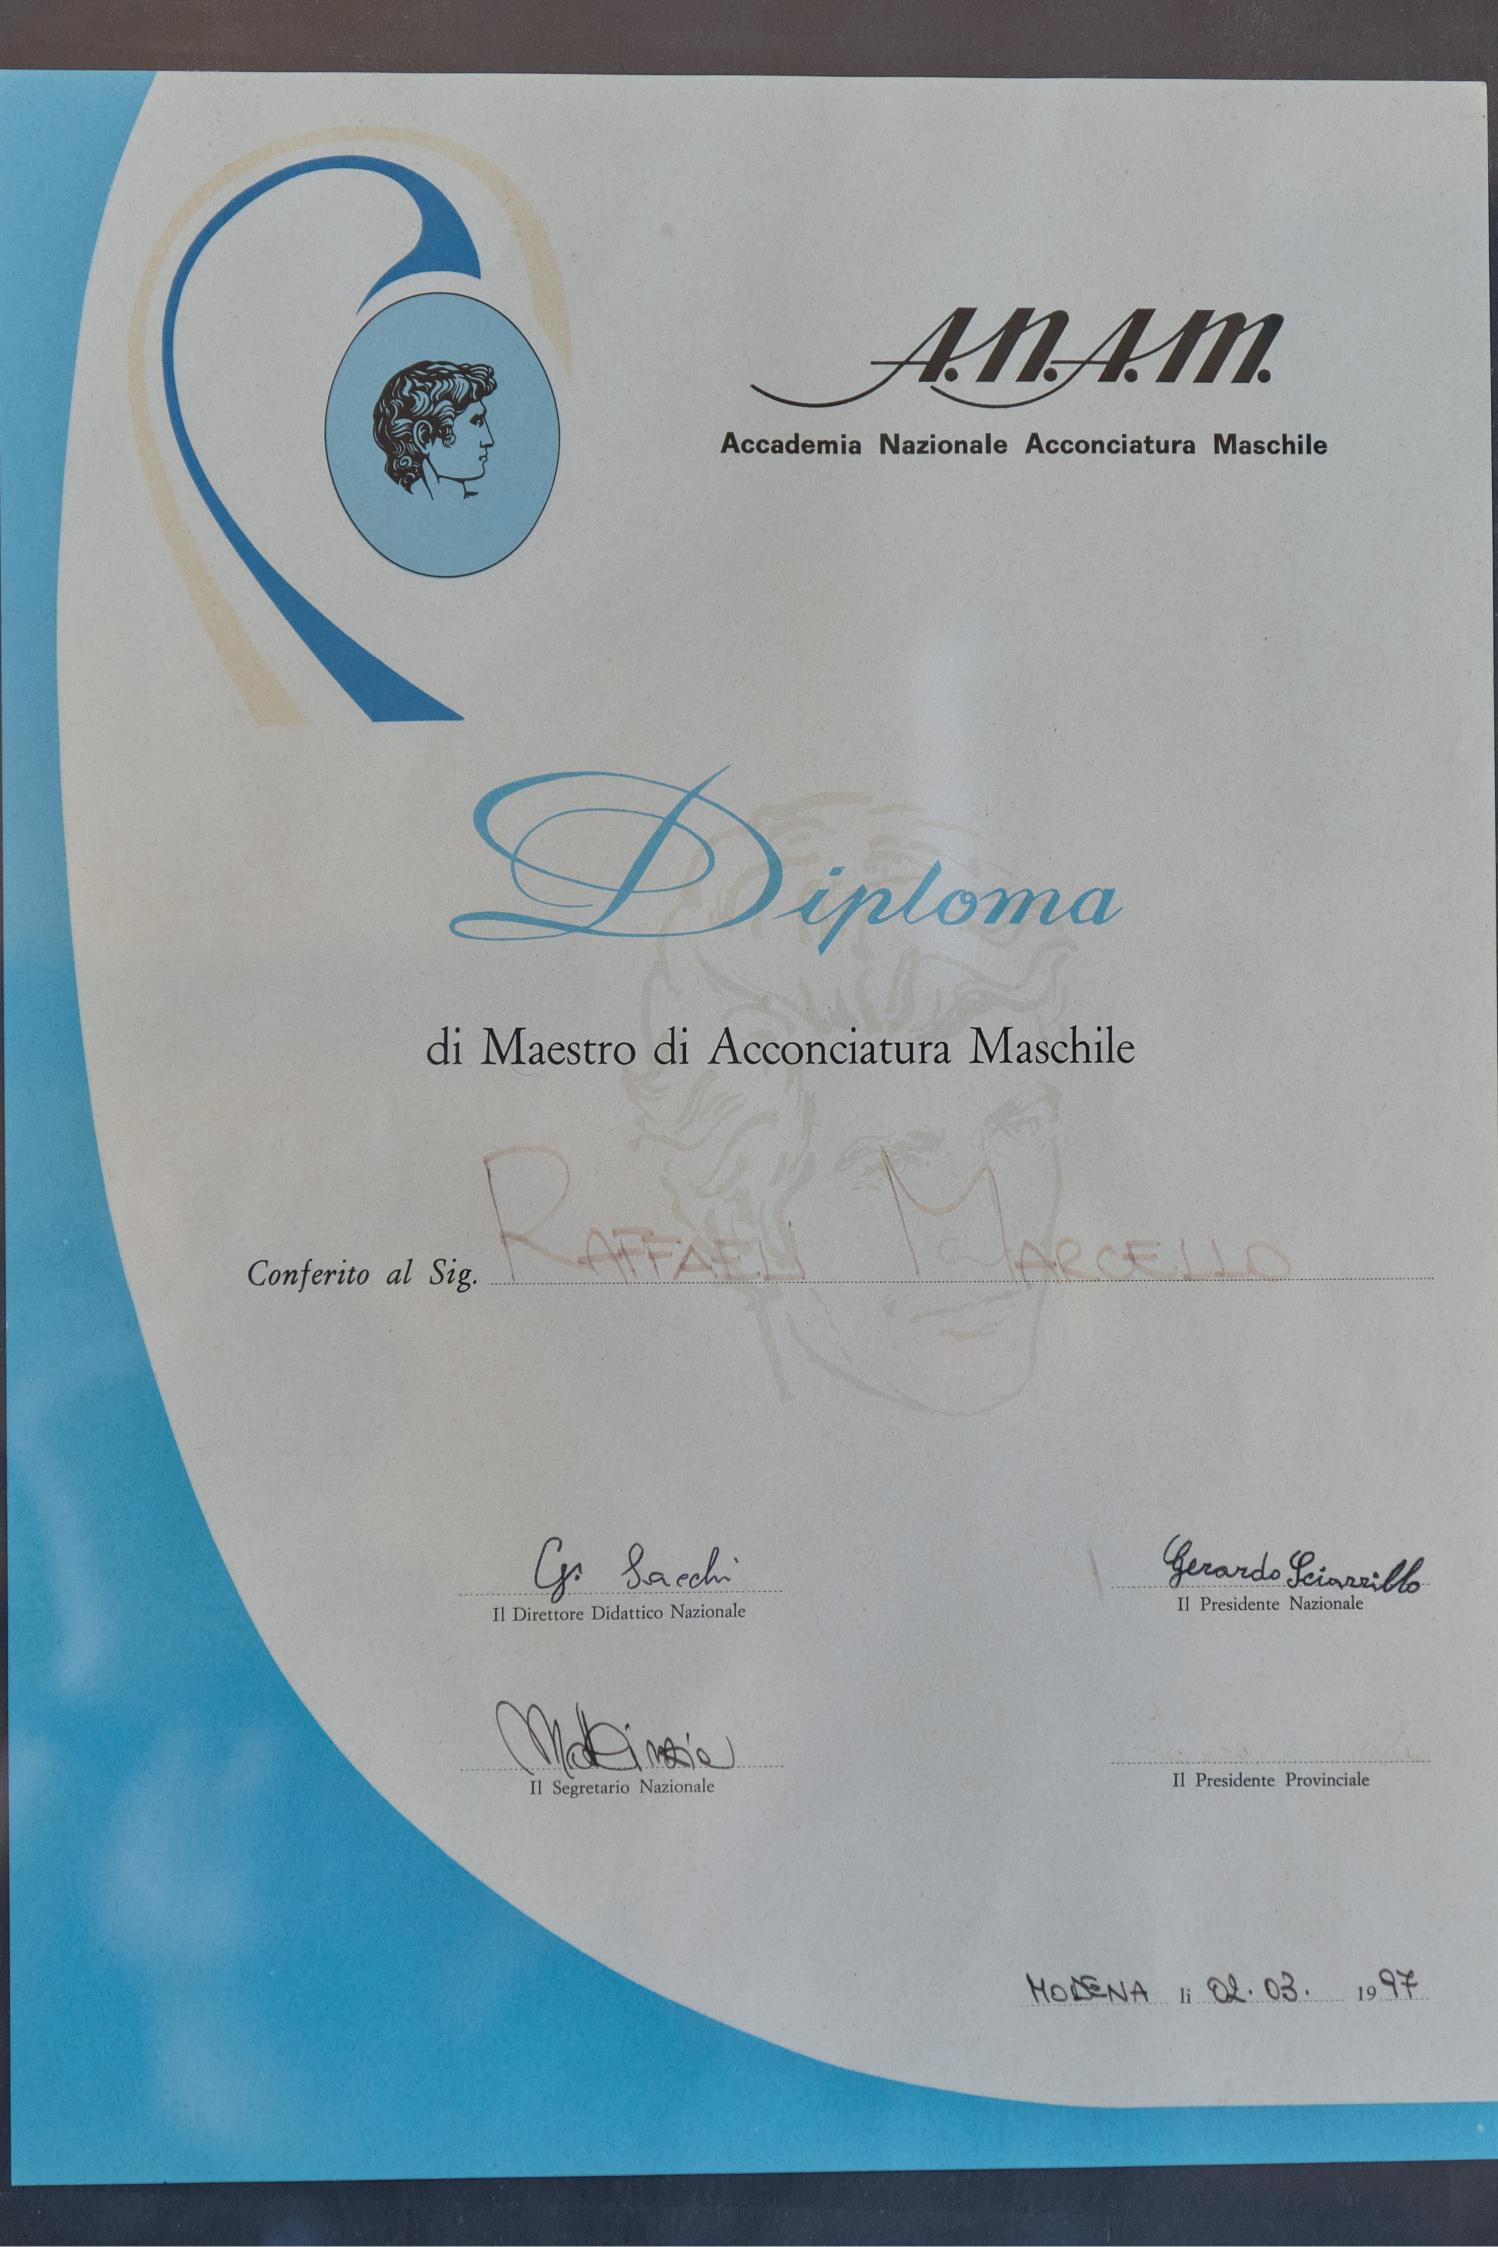 A.N.A.M.
Accademia Nazionale Acconciatura Maschile
Diploma
di Maestro di Acconciatura Maschile
Conferito al Sig. RAFFAELI MARCELLO
G. Sacchi
Il Direttore Didattico Nazionale
Gerardo Sciarrillo
Il Presidente Nazionale
Il Segretario Nazionale
Il Presidente Provinciale
MODENA li 02.03. 1997